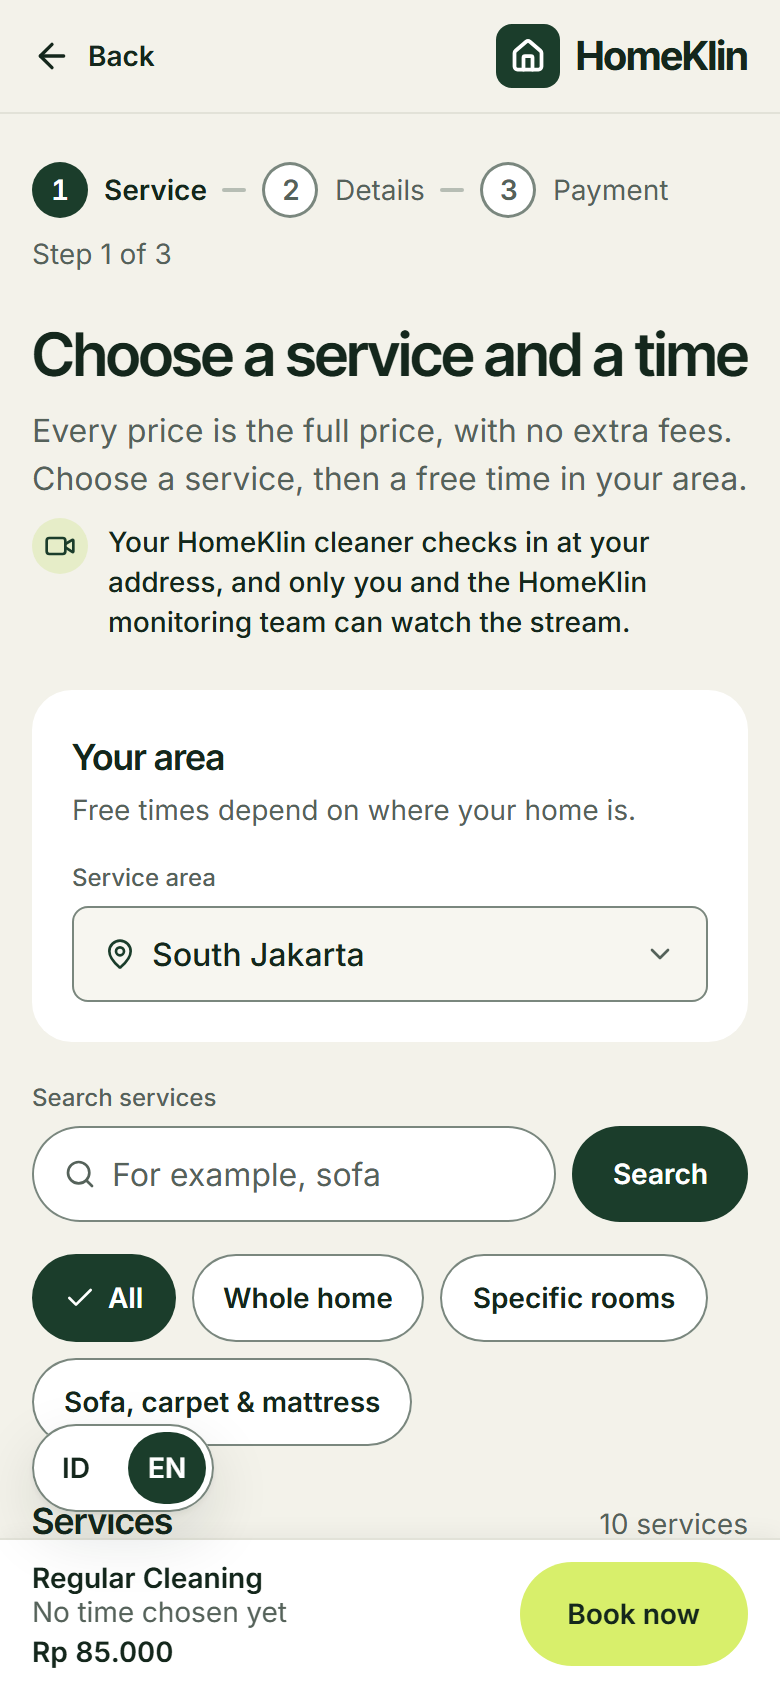 Back
HomeKlin
1 Service 2 Details 3 Payment
Step 1 of 3
Choose a service and a time
Every price is the full price, with no extra fees.
Choose a service, then a free time in your area.
Your HomeKlin cleaner checks in at your
address, and only you and the HomeKlin
monitoring team can watch the stream.
Your area
Free times depend on where your home is.
Service area
South Jakarta
Search services
For example, sofa
Search
All
Whole home
Specific rooms
Sofa, carpet & mattress
ID EN
Services
10 services
Regular Cleaning
No time chosen yet
Rp 85.000
Book now